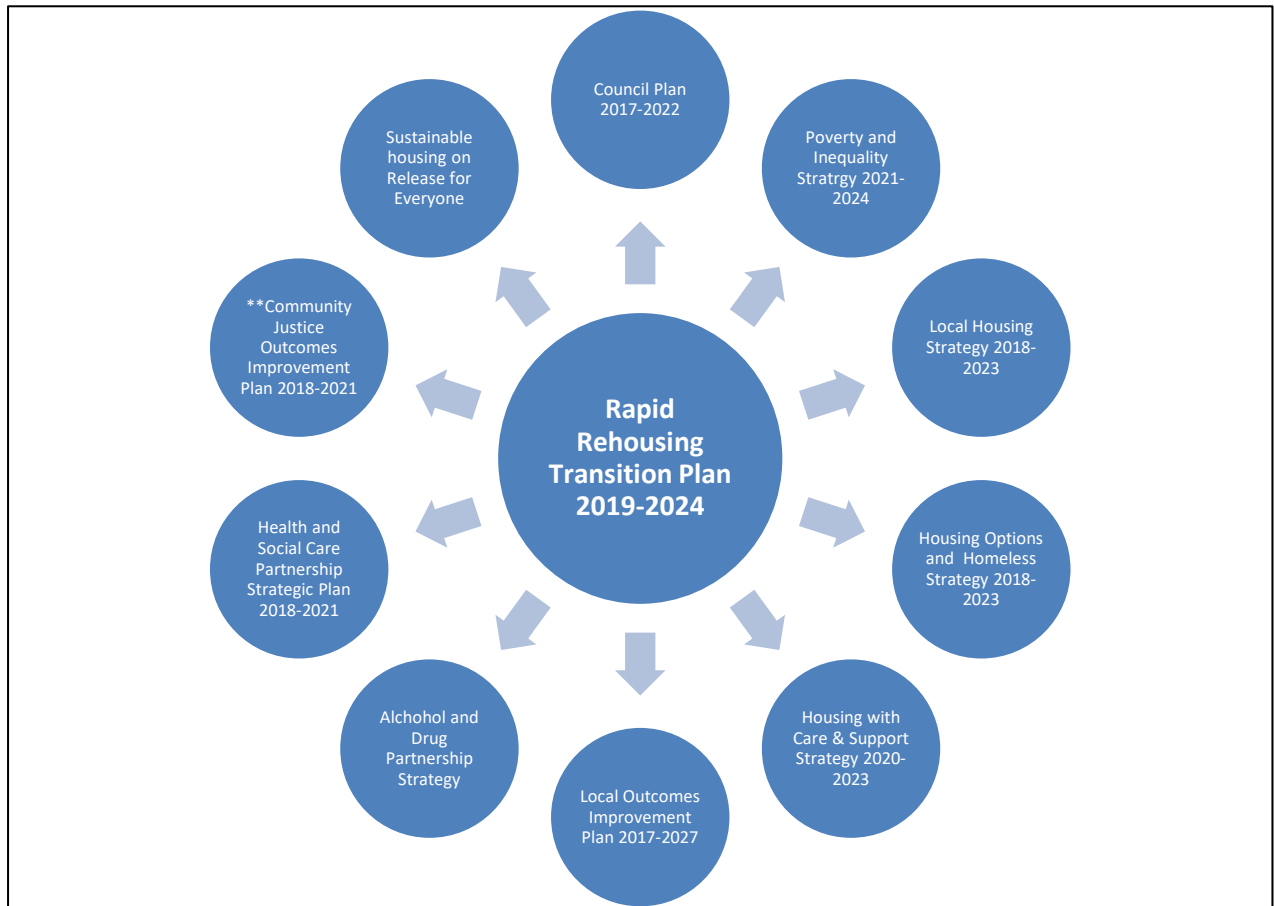 Council Plan
2017-2022
Poverty and
Inequality
Stratrgy 2021-
2024
Local Housing
Strategy 2018-
2023
Housing Options
and  Homeless
Strategy 2018-
2023
Housing with
Care & Support
Strategy 2020-
2023
Local Outcomes
Improvement
Plan 2017-2027
Alchohol and
Drug
Partnership
Strategy
Health and
Social Care
Partnership
Strategic Plan
2018-2021
**Community
Justice
Outcomes
Improvement
Plan 2018-2021
Sustainable
housing on
Release for
Everyone
Rapid
Rehousing
Transition Plan
2019-2024